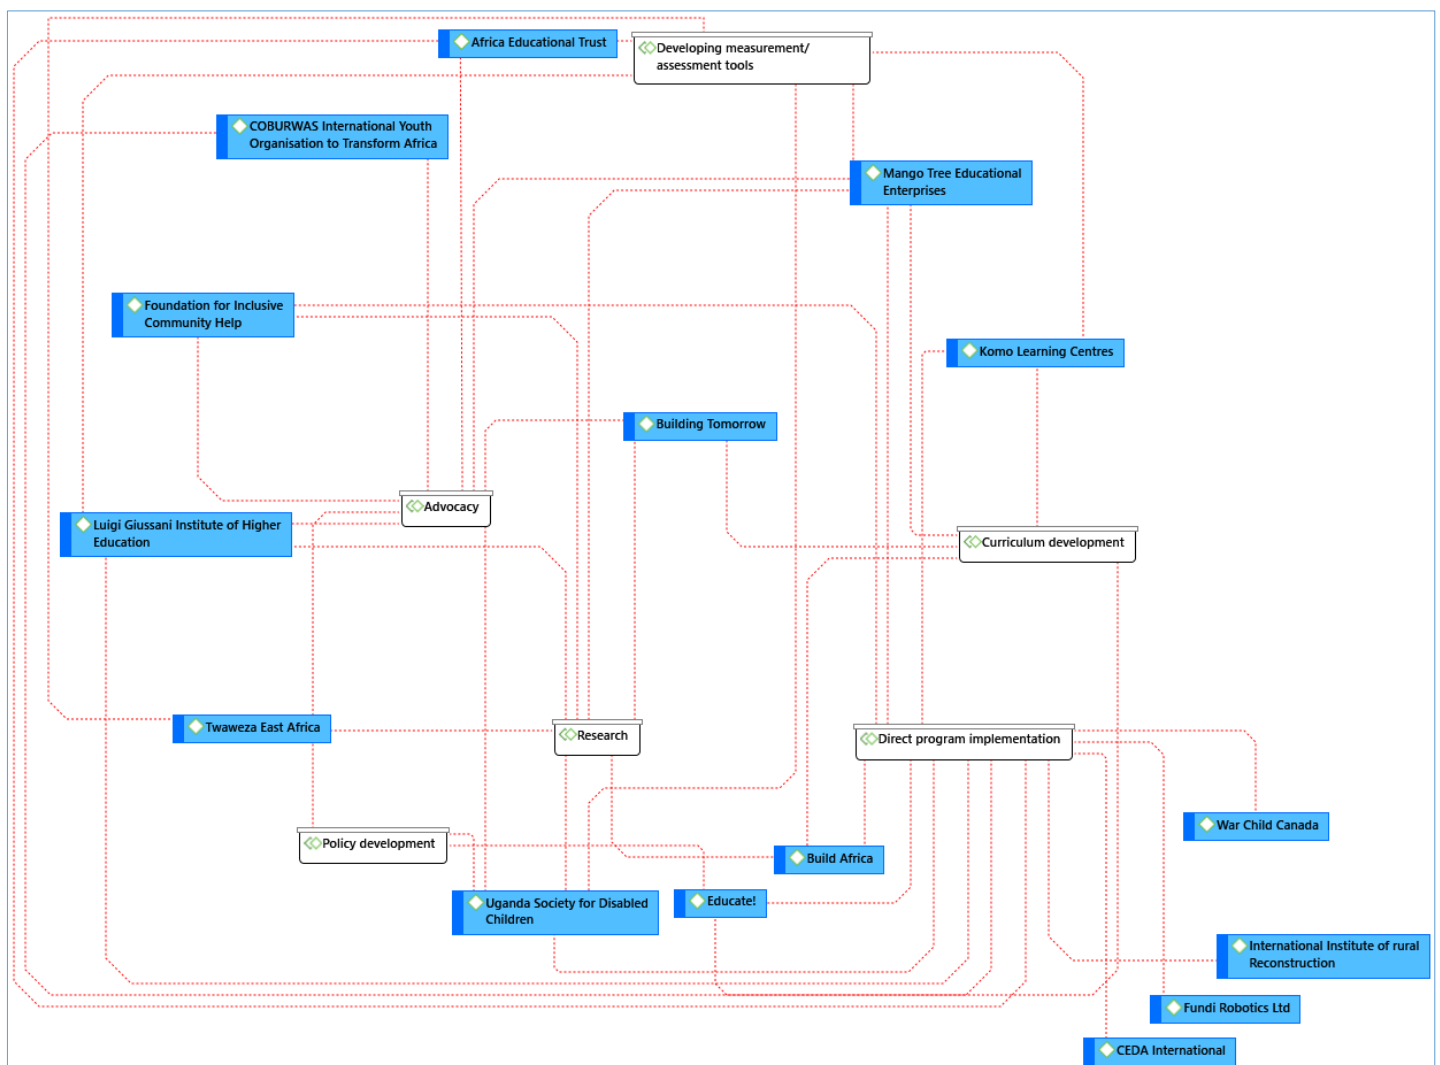 Africa Educational Trust
Developing measurement/
assessment tools
COBURWAS International Youth
Organisation to Transform Africa
Mango Tree Educational
Enterprises
Foundation for Inclusive
Community Help
Komo Learning Centres
Building Tomorrow
Advocacy
Luigi Giussani Institute of Higher
Education
Curriculum development
Twaweza East Africa
Research
Direct program implementation
War Child Canada
Policy development
Build Africa
Uganda Society for Disabled
Children
Educate!
International Institute of rural
Reconstruction
Fundi Robotics Ltd
CEDA International